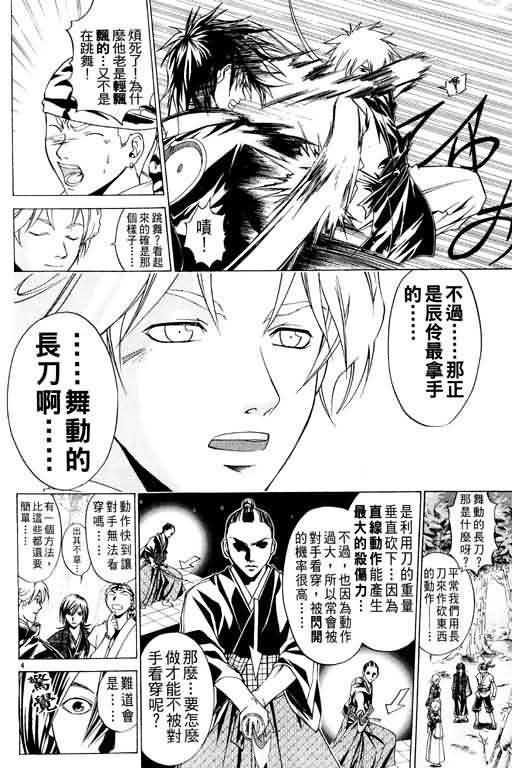 煩死了！為什
麼他老是輕飄
飄的…又不是
在跳舞！
嘖！
跳舞？看起
來的確是那
個樣子……
不過……那正
是辰伶最拿手
的……
……舞動的
長刀啊……
舞動的長刀？
那是什麼呀？
平常我們用長
刀來作砍東西
的動作
是利用刀的重量
垂直砍下…因為
直線動作能產生
最大的殺傷力…
不過，也因為動作
過大，所以常會被
對手看穿，被閃開
的機率很高……
那麼…要怎麼
做才能不被對
手看穿呢？
動作快到讓
對手無法看
穿嗎……
出其不意……
有一個方法，
比這些都還要
簡單……
難道會
是……
驚覺
4